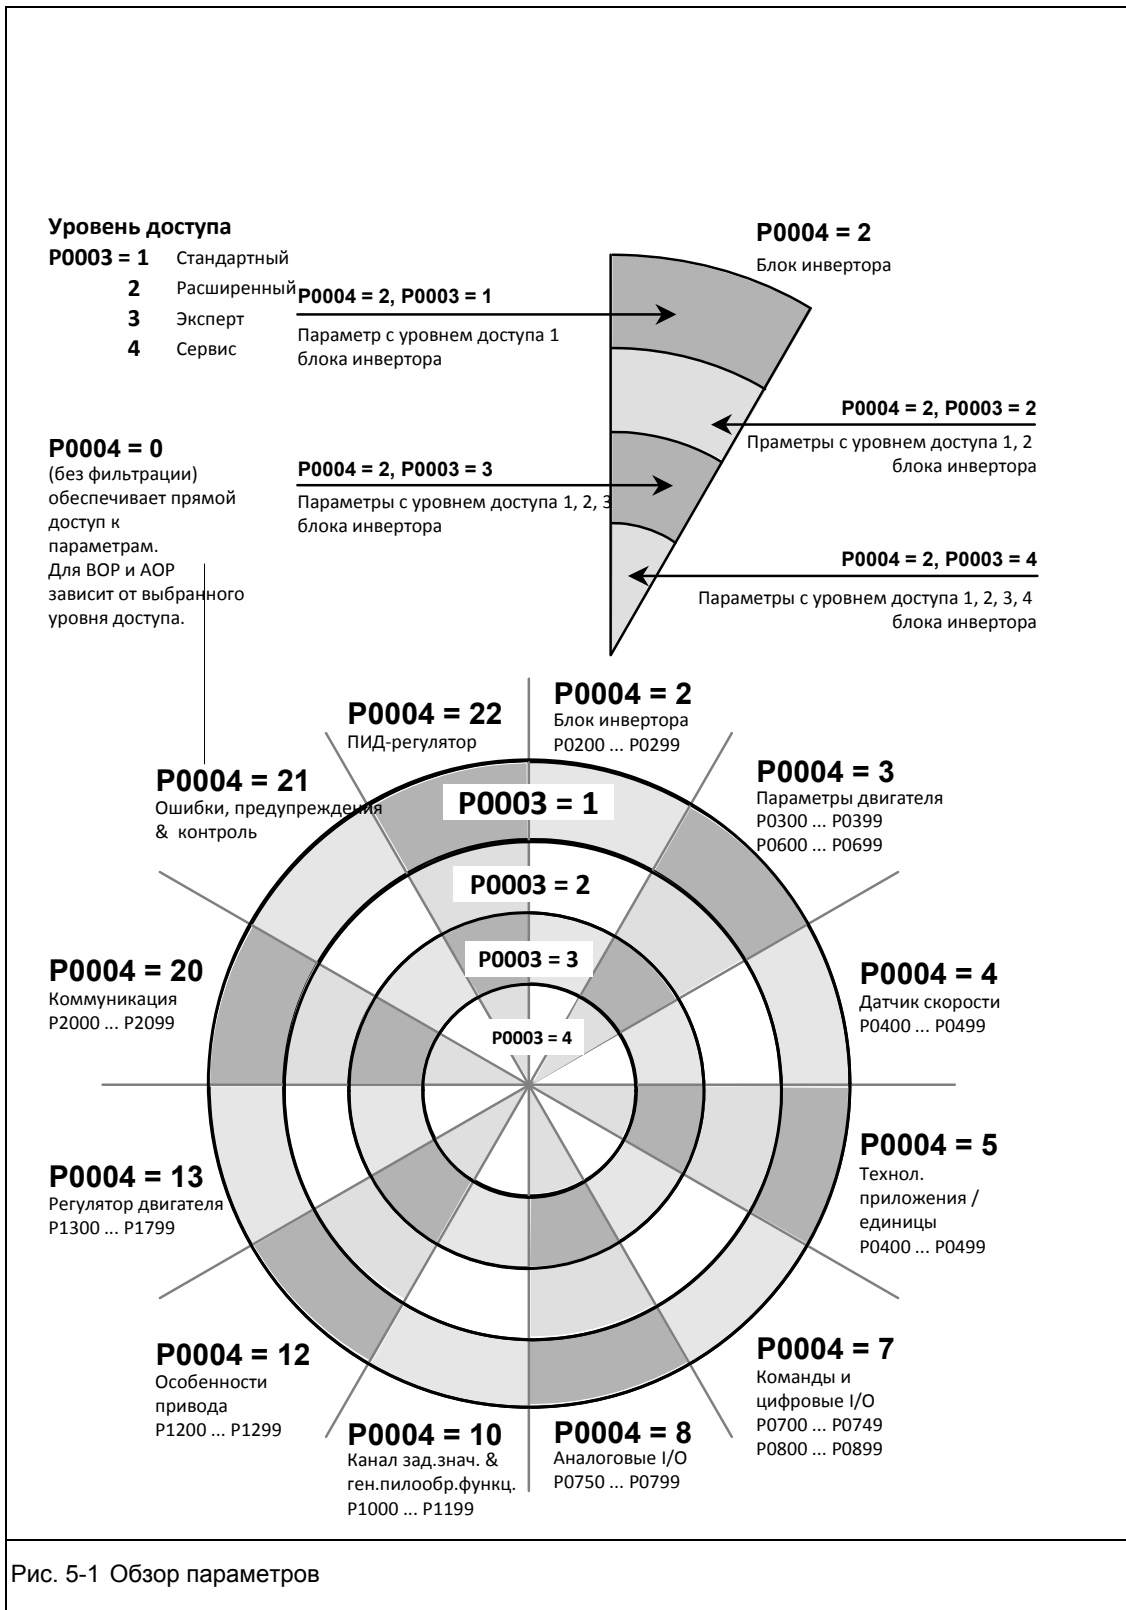 Уровень доступа
P0003 = 1 Стандартный
2 Расширенный
3 Эксперт
4 Сервис
P0004 = 2
Блок инвертора
P0004 = 2, P0003 = 1
Параметр с уровнем доступа 1
блока инвертора
P0004 = 2, P0003 = 2
Праметры с уровнем доступа 1, 2
блока инвертора
P0004 = 0
(без фильтрации)
обеспечивает прямой
доступ к
параметрам.
Для BOP и AOP
зависит от выбранного
уровня доступа.
P0004 = 2, P0003 = 3
Параметры с уровнем доступа 1, 2, 3
блока инвертора
P0004 = 2, P0003 = 4
Параметры с уровнем доступа 1, 2, 3, 4
блока инвертора
P0004 = 22
ПИД-регулятор
P0004 = 2
Блок инвертора
P0200 ... P0299
P0004 = 21
Ошибки, предупреждения
& контроль
P0004 = 3
Параметры двигателя
P0300 ... P0399
P0600 ... P0699
P0003 = 1
P0003 = 2
P0003 = 3
P0003 = 4
P0004 = 20
Коммуникация
P2000 ... P2099
P0004 = 4
Датчик скорости
P0400 ... P0499
P0004 = 13
Регулятор двигателя
P1300 ... P1799
P0004 = 5
Технол.
приложения /
единицы
P0400 ... P0499
P0004 = 12
Особенности
привода
P1200 ... P1299
P0004 = 7
Команды и
цифровые I/O
P0700 ... P0749
P0800 ... P0899
P0004 = 10
Канал зад.знач. &
ген.пилообр.функц.
P1000 ... P1199
P0004 = 8
Аналоговые I/O
P0750 ... P0799
Рис. 5-1 Обзор параметров